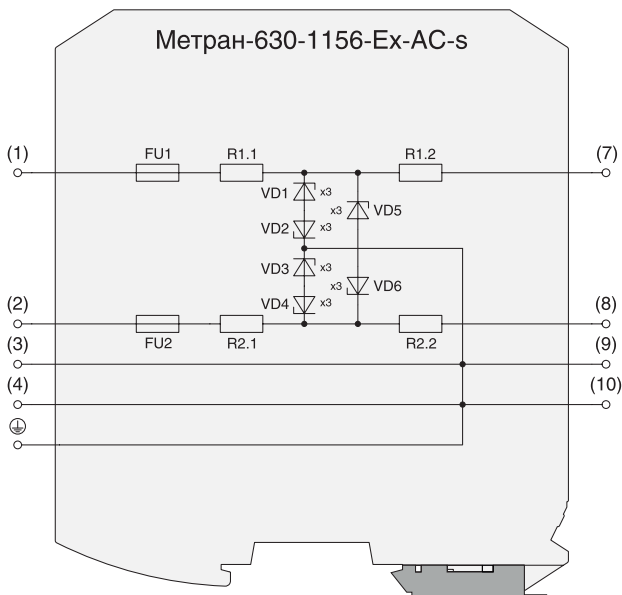 Метран-630-1156-Ex-AC-s
(1) FU1 R1.1 R1.2 (7)
VD1 x3
x3 VD5
VD2 x3
VD3 x3
x3 VD6
VD4 x3
(2) (8)
FU2 R2.1 R2.2
(3) (9)
(4) (10)